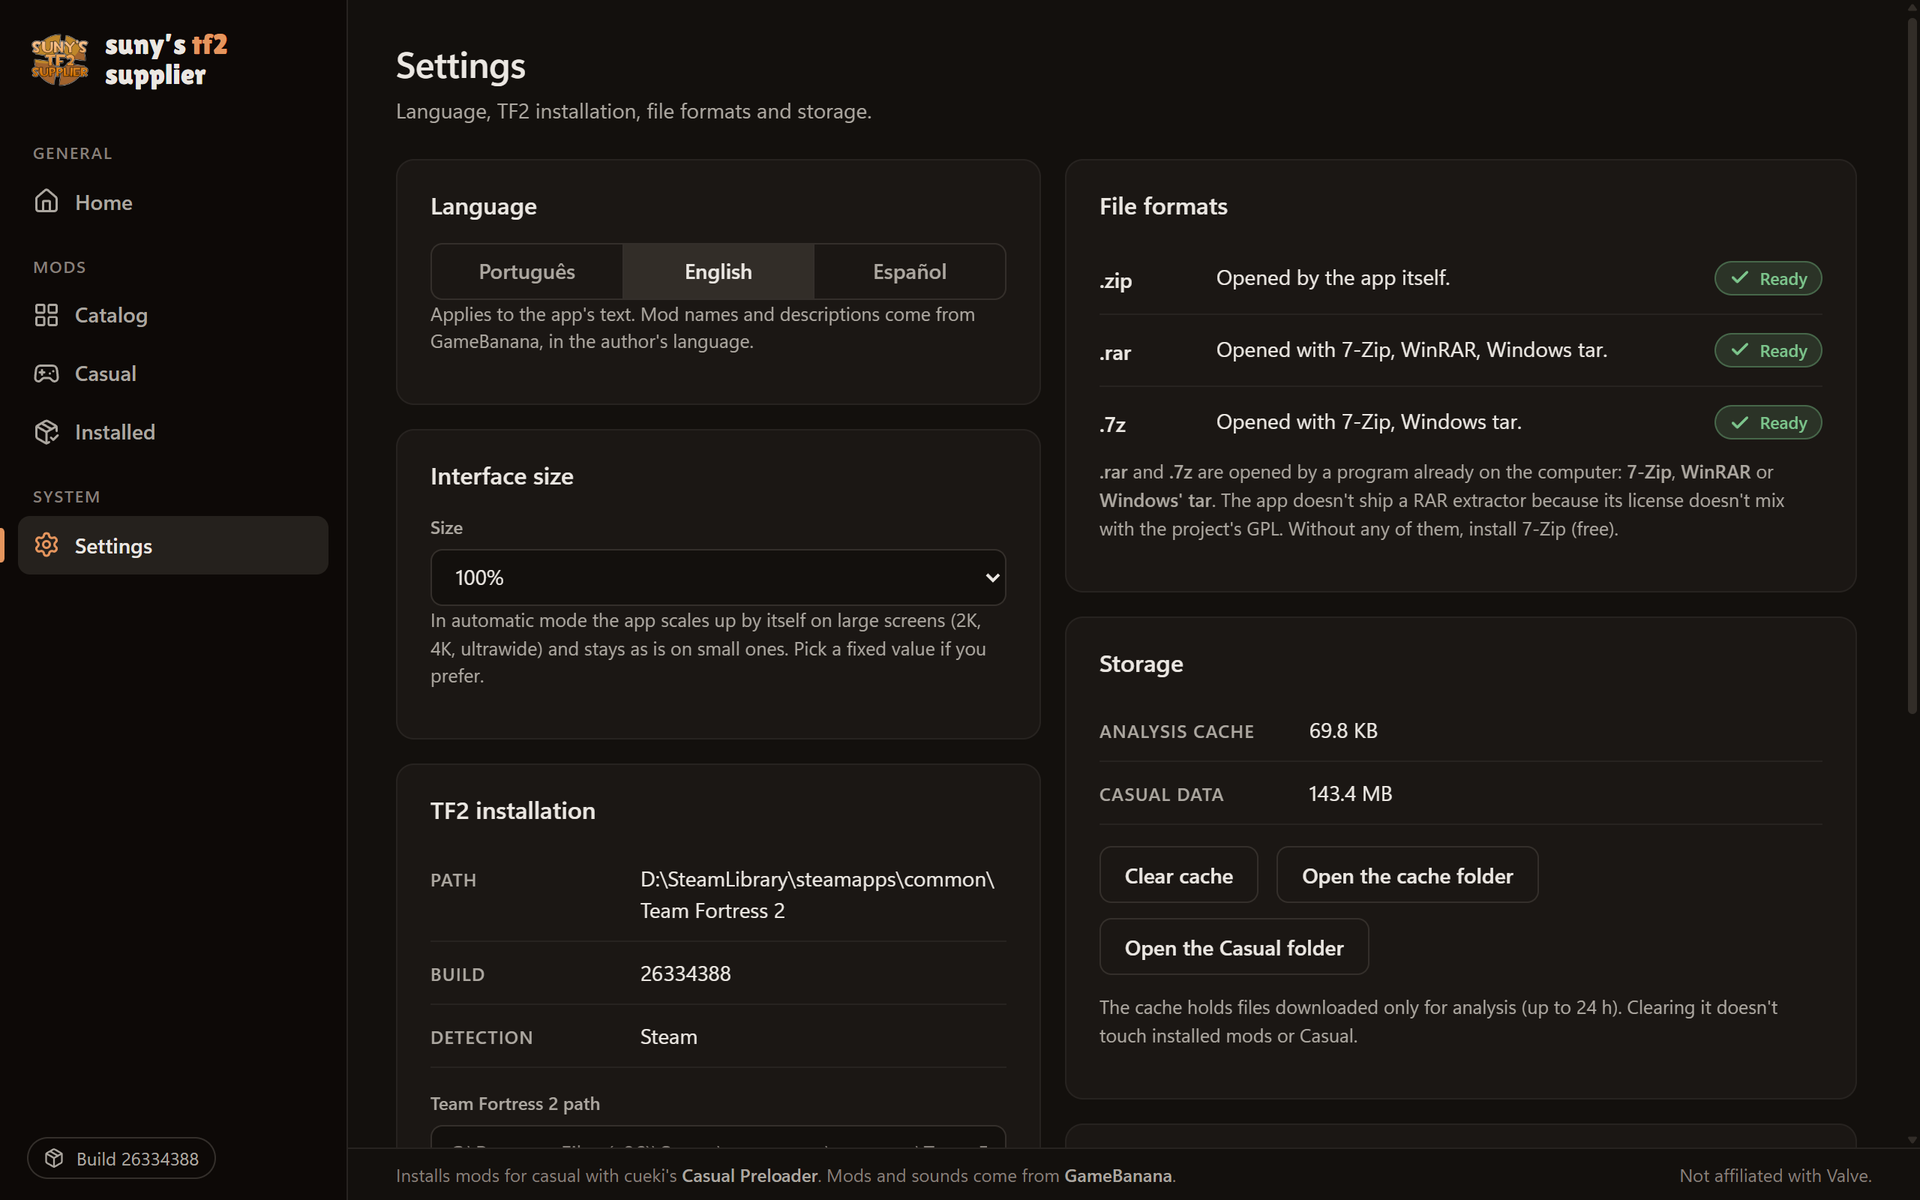 SUNY'S
TF2
SUPPLIER
suny's tf2
supplier
GENERAL
Home
MODS
Catalog
Casual
Installed
SYSTEM
Settings
Build 26334388
Settings
Language, TF2 installation, file formats and storage.
Language
Português
English
Español
Applies to the app's text. Mod names and descriptions come from
GameBanana, in the author's language.
Interface size
Size
100%
In automatic mode the app scales up by itself on large screens (2K,
4K, ultrawide) and stays as is on small ones. Pick a fixed value if you
prefer.
TF2 installation
PATH
D:\SteamLibrary\steamapps\common\
Team Fortress 2
BUILD
26334388
DETECTION
Steam
Team Fortress 2 path
File formats
.zip
Opened by the app itself.
Ready
.rar
Opened with 7-Zip, WinRAR, Windows tar.
Ready
.7z
Opened with 7-Zip, Windows tar.
Ready
.rar and .7z are opened by a program already on the computer: 7-Zip, WinRAR or
Windows' tar. The app doesn't ship a RAR extractor because its license doesn't mix
with the project's GPL. Without any of them, install 7-Zip (free).
Storage
ANALYSIS CACHE
69.8 KB
CASUAL DATA
143.4 MB
Clear cache
Open the cache folder
Open the Casual folder
The cache holds files downloaded only for analysis (up to 24 h). Clearing it doesn't
touch installed mods or Casual.
Installs mods for casual with cueki's Casual Preloader. Mods and sounds come from GameBanana.
Not affiliated with Valve.